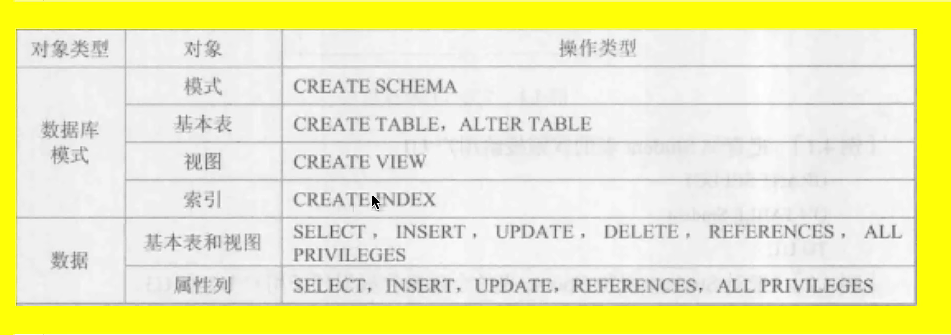 对象类型 对象 操作类型
数据库
模式
模式 CREATE SCHEMA
基本表 CREATE TABLE，ALTER TABLE
视图 CREATE VIEW
索引 CREATE INDEX
数据
基本表和视图
SELECT， INSERT， UPDATE， DELETE， REFERENCES， ALL
PRIVILEGES
属性列 SELECT，INSERT，UPDATE，REFERENCES，ALL PRIVILEGES